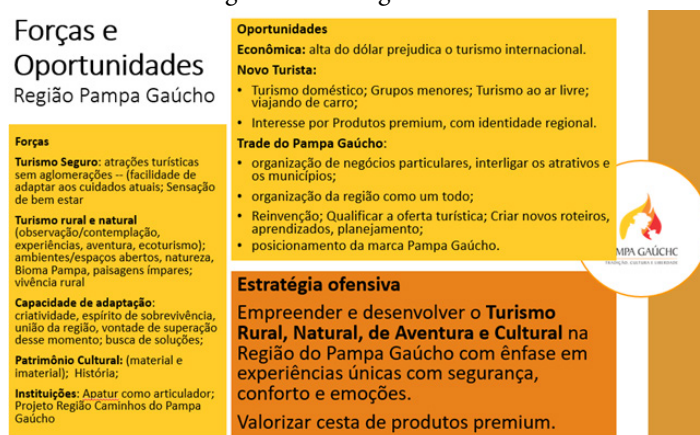 Forças e
Oportunidades
Região Pampa Gaúcho
Forças
Turismo Seguro: atrações turísticas
sem aglomerações -- (facilidade de
adaptar aos cuidados atuais; Sensação
de bem estar
Turismo rural e natural
(observação/contemplação,
experiências, aventura, ecoturismo);
ambientes/espaços abertos, natureza,
Bioma Pampa, paisagens ímpares;
vivência rural
Capacidade de adaptação:
criatividade, espírito de sobrevivência,
união da região, vontade de superação
desse momento; busca de soluções;
Patrimônio Cultural: (material e
imaterial); História;
Instituições: Apatur como articulador;
Projeto Região Caminhos do Pampa
Gaúcho
Oportunidades
Econômica: alta do dólar prejudica o turismo internacional.
Novo Turista:
• Turismo doméstico; Grupos menores; Turismo ao ar livre;
viajando de carro;
• Interesse por Produtos premium, com identidade regional.
Trade do Pampa Gaúcho:
• organização de negócios particulares, interligar os atrativos e
os municípios;
• organização da região como um todo;
• Reinvenção; Qualificar a oferta turística; Criar novos roteiros,
aprendizados, planejamento;
• posicionamento da marca Pampa Gaúcho.
Estratégia ofensiva
Empreender e desenvolver o Turismo
Rural, Natural, de Aventura e Cultural na
Região do Pampa Gaúcho com ênfase em
experiências únicas com segurança,
conforto e emoções.
Valorizar cesta de produtos premium.
MPA GAÚCHO